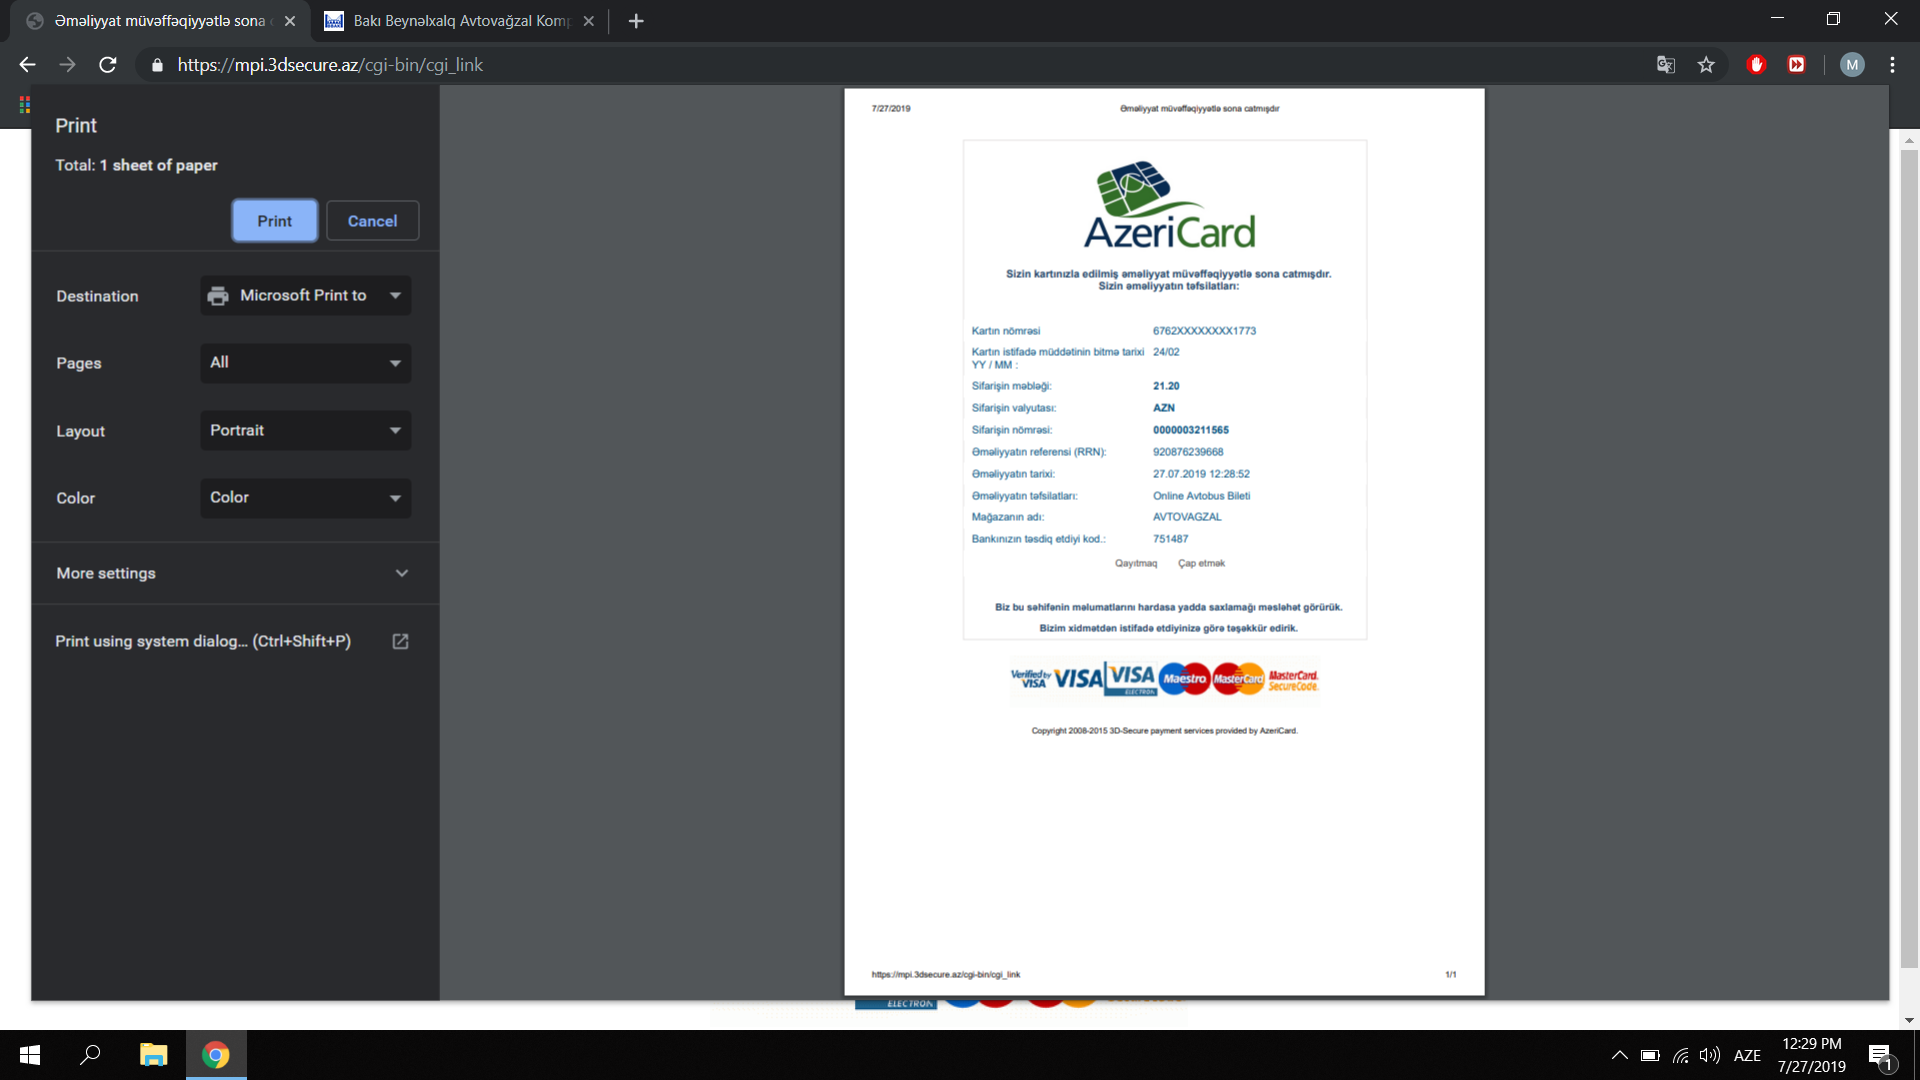 Əməliyyat müvəffəqiyyətlə sona
Bakı Beynəlxalq Avtovağzal Komp
https://mpi.3dsecure.az/cgi-bin/cgi_link
M
Print
Total: 1 sheet of paper
Print
Cancel
Destination
Microsoft Print to
Pages
All
Layout
Portrait
Color
Color
More settings
Print using system dialog... (Ctrl+Shift+P)
7/27/2019
Əməliyyat müvəffəqiyyətlə sona catmışdır
AzeriCard
Sizin kartınızla edilmiş əməliyyat müvəffəqiyyətlə sona catmışdır.
Sizin əməliyyatın təfsilatları:
Kartın nömrəsi 6762XXXXXXXX1773
Kartın istifadə müddətinin bitmə tarixi 24/02
YY / MM :
Sifarişin məbləği: 21.20
Sifarişin valyutası: AZN
Sifarişin nömrəsi: 0000003211565
Əməliyyatın referensi (RRN): 920876239668
Əməliyyatın tarixi: 27.07.2019 12:28:52
Əməliyyatın təfsilatları: Online Avtobus Bileti
Mağazanın adı: AVTOVAGZAL
Bankınızın təsdiq etdiyi kod.: 751487
Qayıtmaq Çap etmək
Biz bu səhifənin məlumatlarını hardasa yadda saxlamağı məsləhət görürük.
Bizim xidmətdən istifadə etdiyinizə görə təşəkkür edirik.
Verified by VISA VISA VISA ELECTRON Maestro MasterCard MasterCard. SecureCode.
Copyright 2008-2015 3D-Secure payment services provided by AzeriCard.
https://mpi.3dsecure.az/cgi-bin/cgi_link
1/1
ELECTRON
AZE
12:29 PM
7/27/2019
1